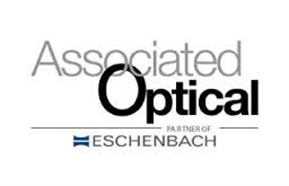 Associated
Optical
PARTNER OF
ESCHENBACH